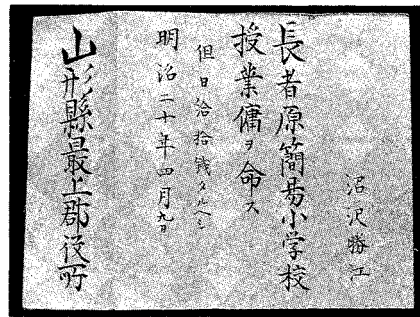 沼沢勝江
長者原簡易小学校
授業傭ヲ命ス
但日給拾銭タルヘシ
明治二十年四月九日
山形縣最上郡役所